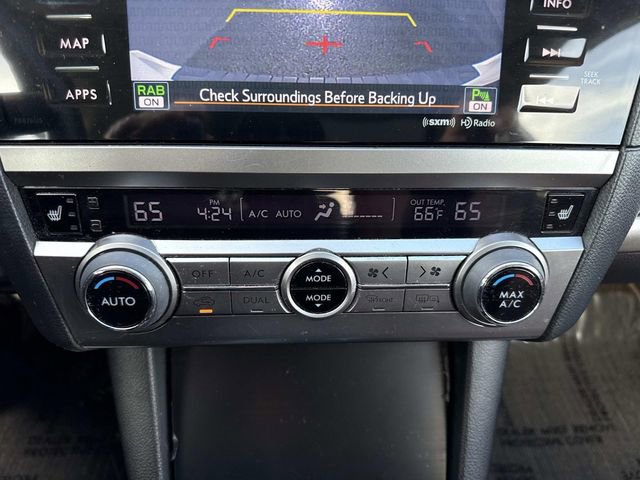 INFO
MAP
SEEK
TRACK
APPS
RAB
ON
Check Surroundings Before Backing Up
ON
((sxm)) HD Radio
65 PM 4:24 A/C AUTO OUT TEMP. 66°F 65
OFF A/C MODE
MODE
DUAL
AUTO
MAX
A/C